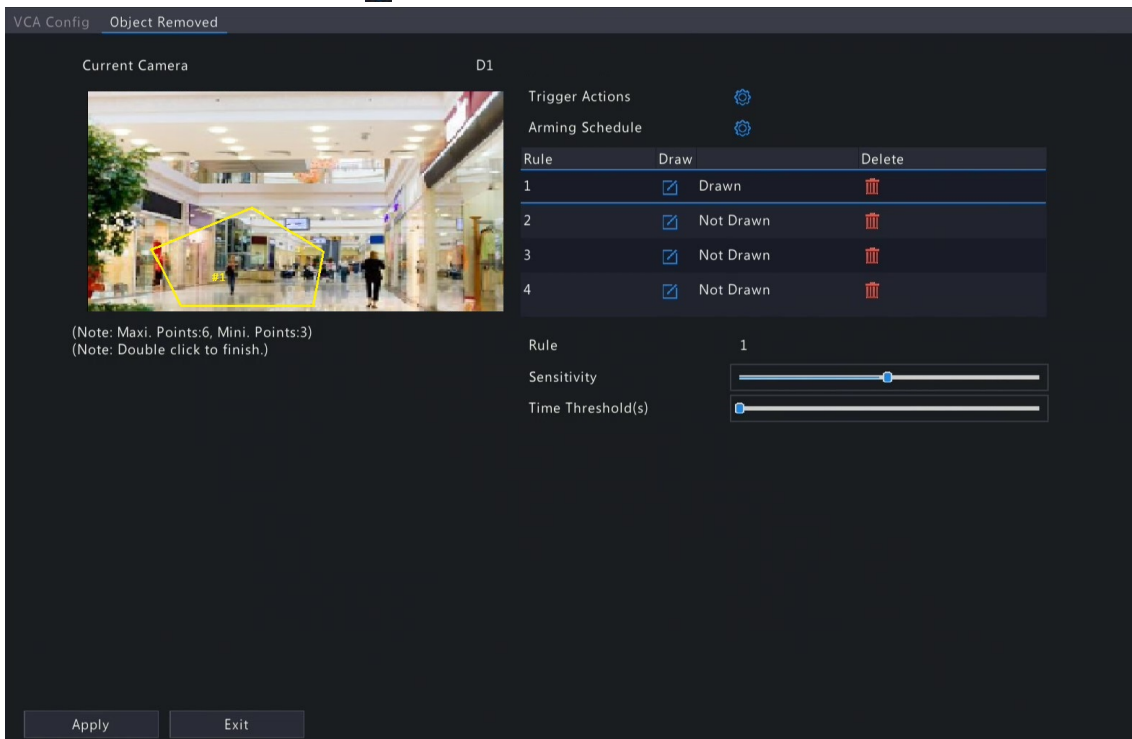 VCA Config Object Removed
Current Camera D1
Trigger Actions
Arming Schedule
Rule Draw Delete
1 Drawn
2 Not Drawn
3 Not Drawn
4 Not Drawn
#1
(Note: Maxi. Points:6, Mini. Points:3)
(Note: Double click to finish.)
Rule 1
Sensitivity
Time Threshold(s)
Apply Exit